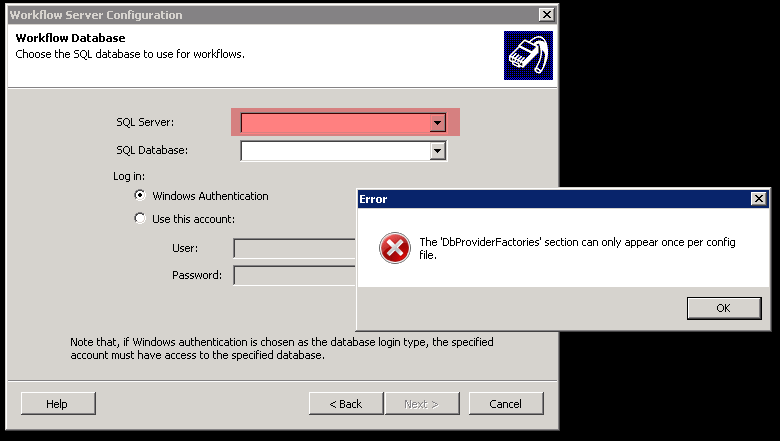 Workflow Server Configuration
Workflow Database
Choose the SQL database to use for workflows.
SQL Server:
SQL Database:
Log in:
Windows Authentication
Use this account:
User:
Password:
Error
The 'DbProviderFactories' section can only appear once per config
file.
OK
Note that, if Windows authentication is chosen as the database login type, the specified
account must have access to the specified database.
Help
< Back
Next >
Cancel